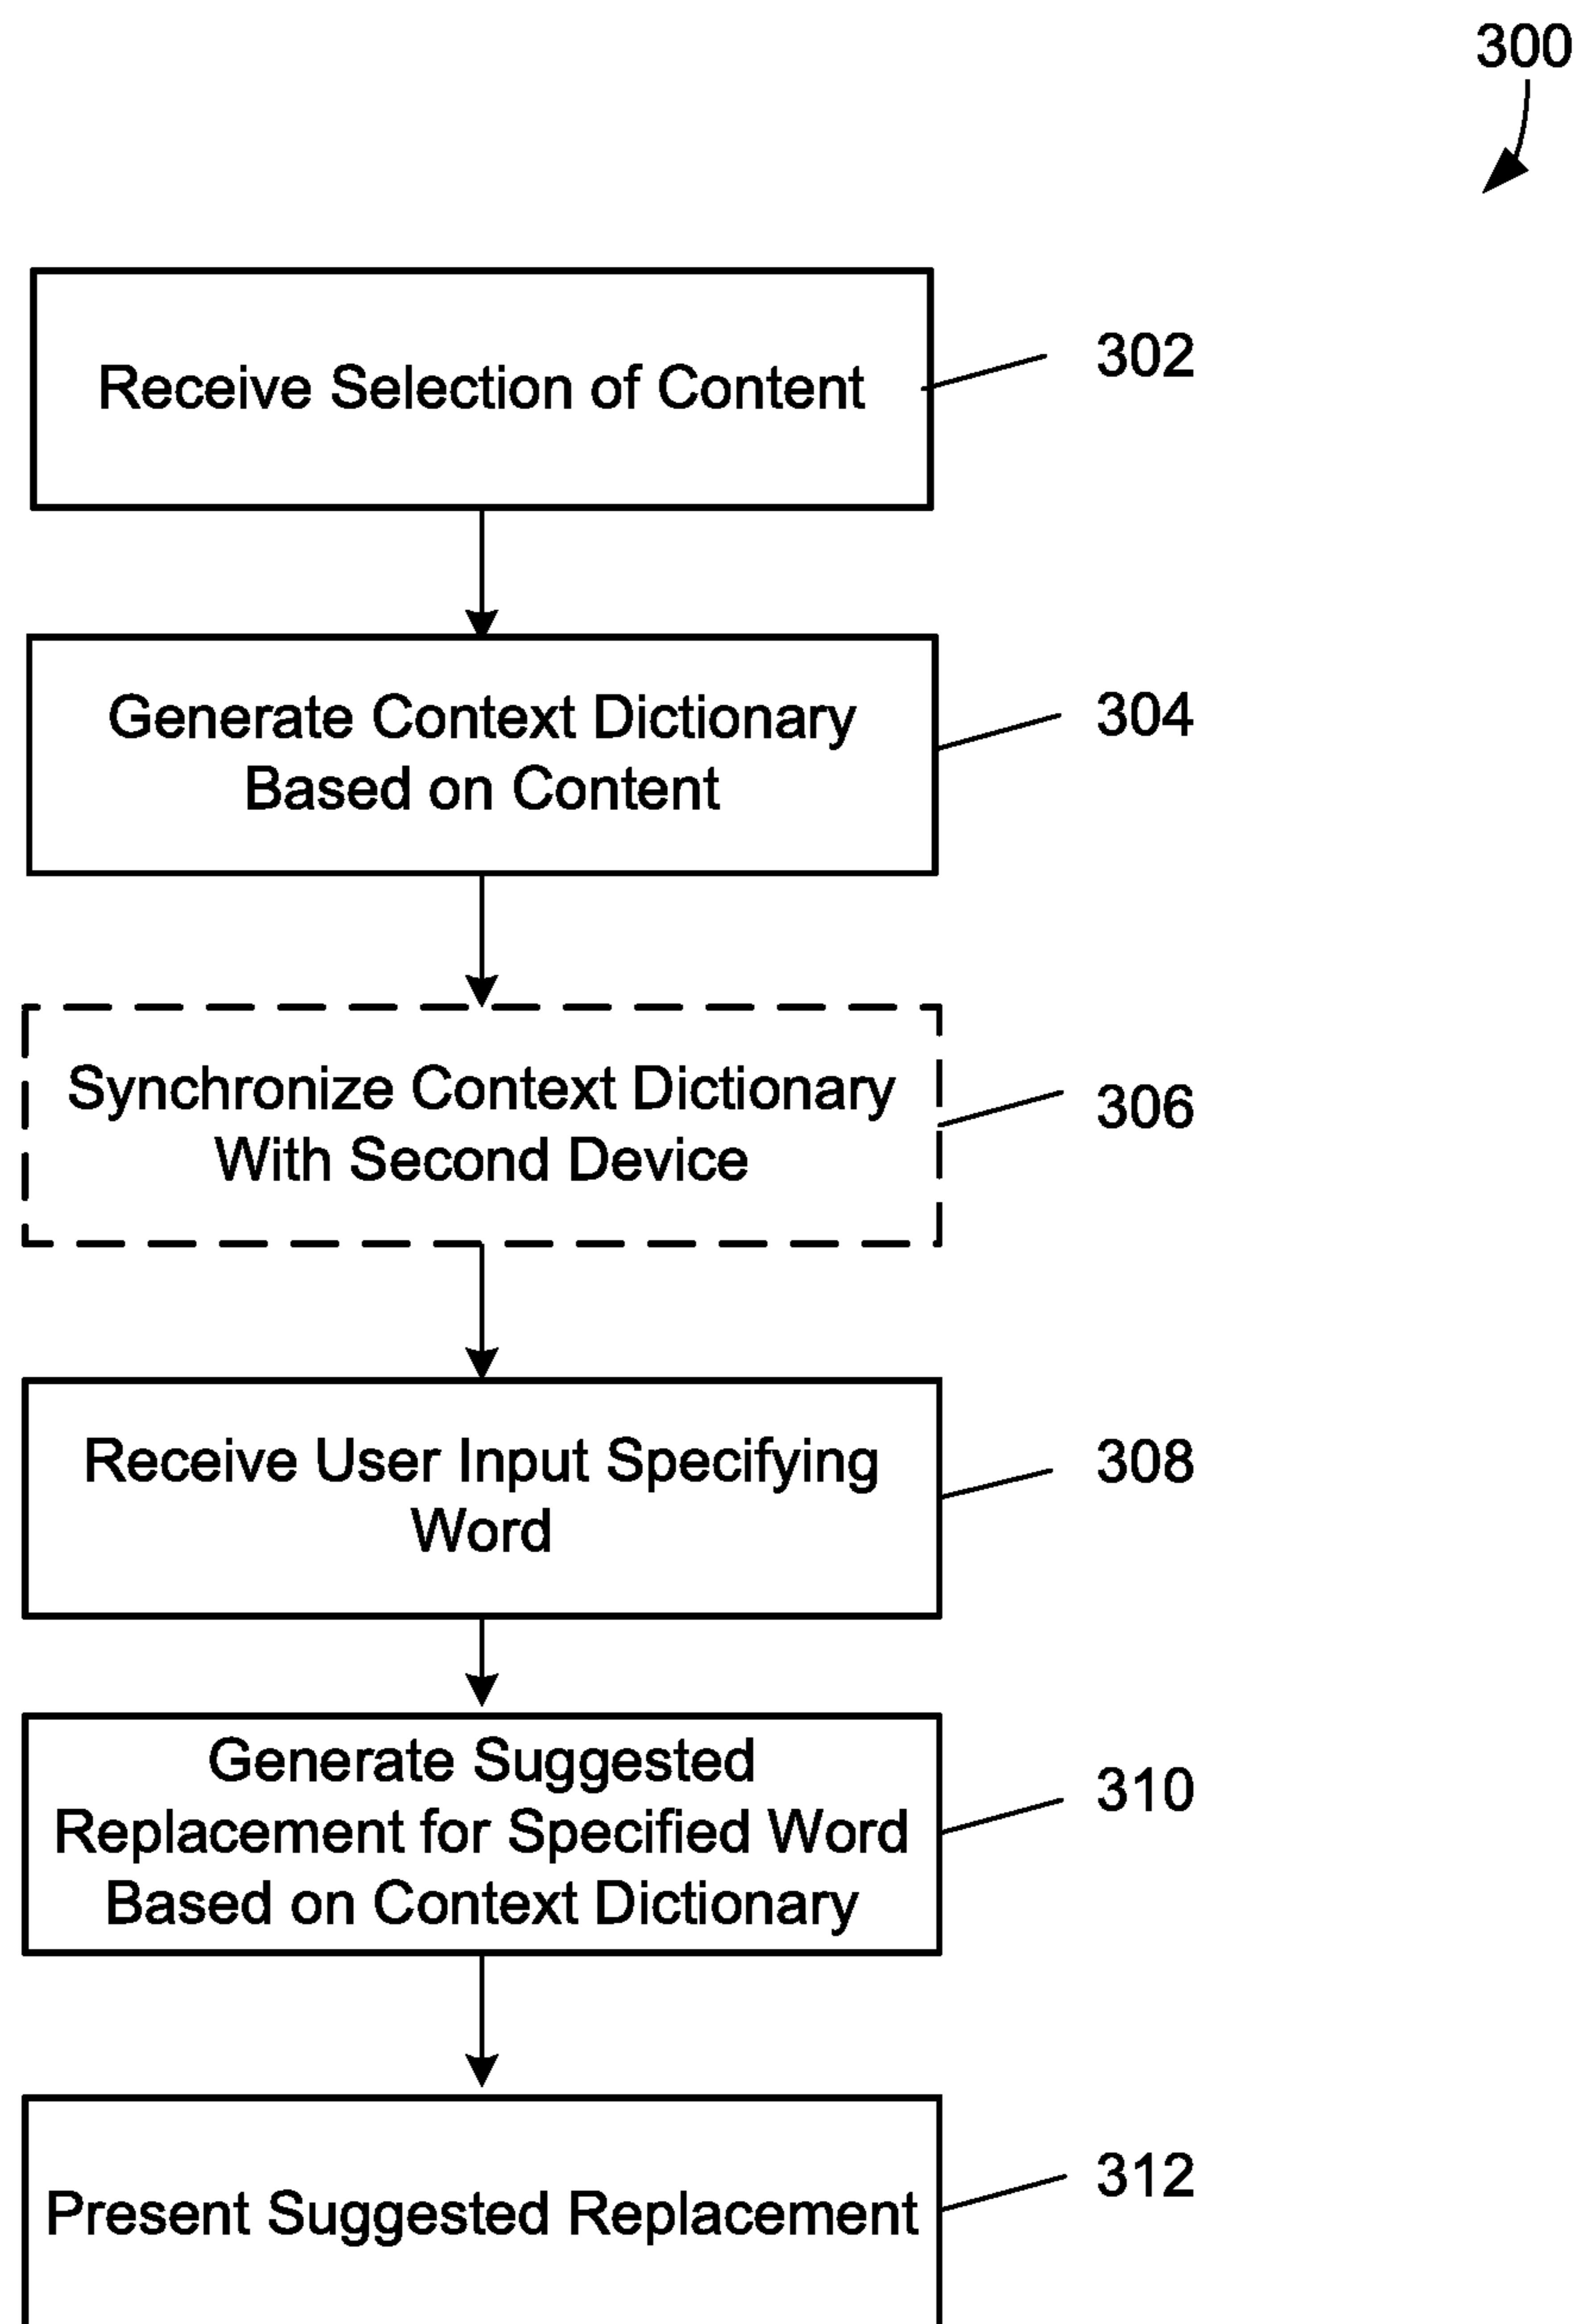 300
Receive Selection of Content
302
Generate Context Dictionary
Based on Content
304
Synchronize Context Dictionary
With Second Device
306
Receive User Input Specifying
Word
308
Generate Suggested
Replacement for Specified Word
Based on Context Dictionary
310
Present Suggested Replacement
312